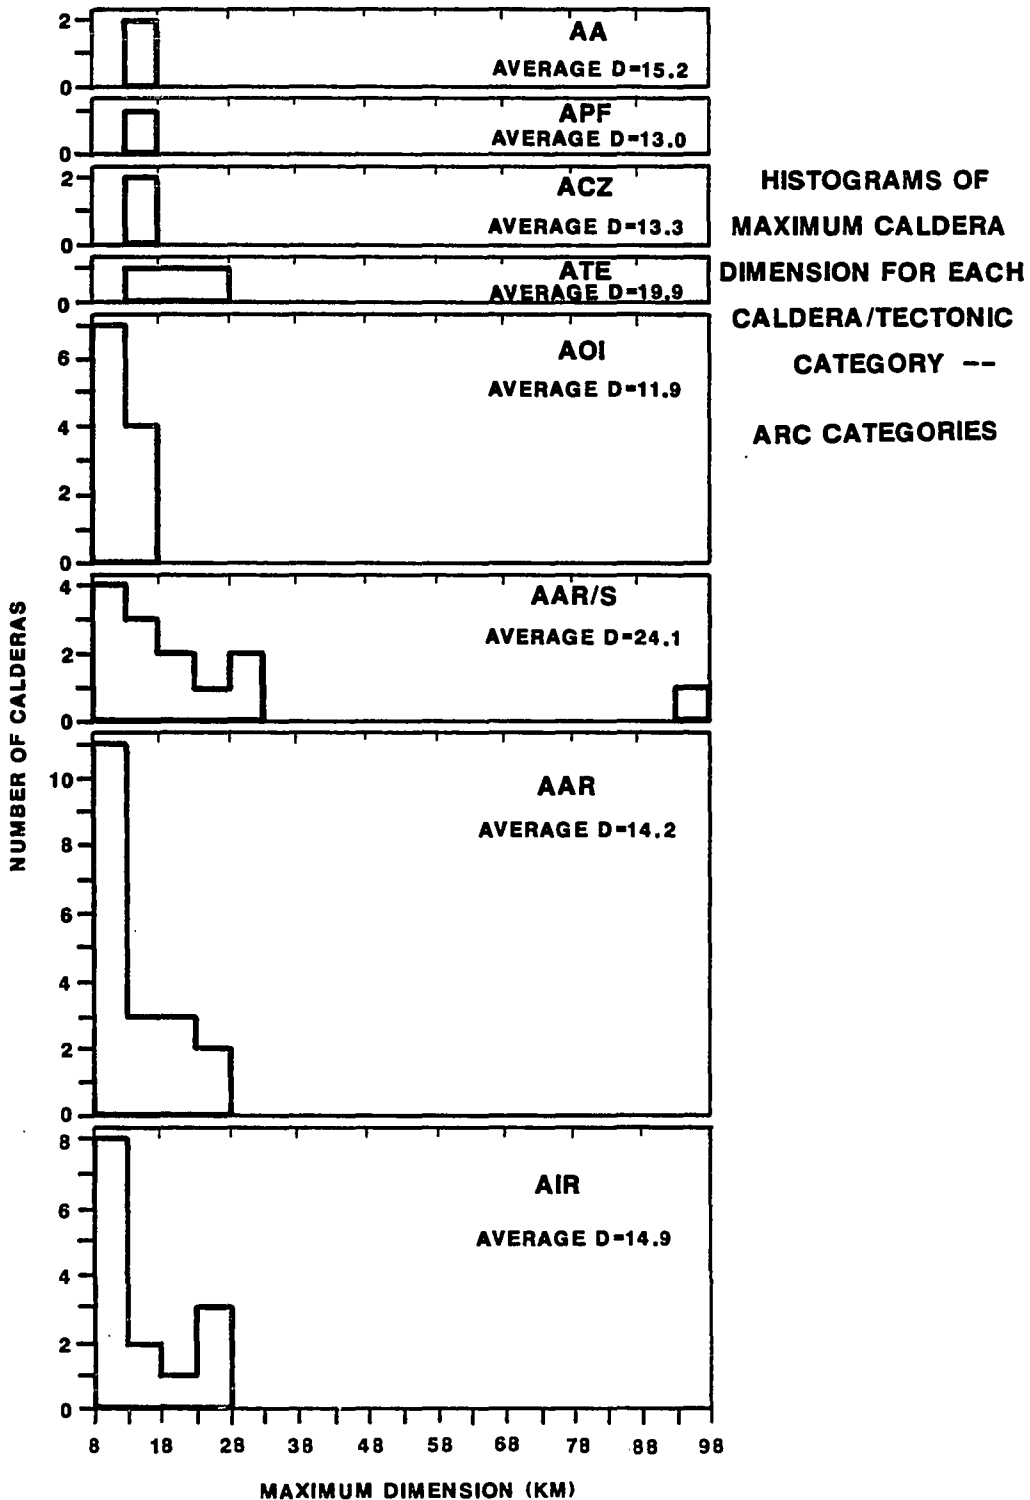 AA
AVERAGE D=15.2
2
0
APF
AVERAGE D=13.0
0
ACZ
AVERAGE D=13.3
2
0
ATE
AVERAGE D=19.9
0
HISTOGRAMS OF
MAXIMUM CALDERA
DIMENSION FOR EACH
CALDERA/TECTONIC
CATEGORY --
ARC CATEGORIES
AOI
AVERAGE D=11.9
6
4
2
0
AAR/S
AVERAGE D=24.1
4
2
0
AAR
AVERAGE D=14.2
10
8
6
4
2
0
AIR
AVERAGE D=14.9
8
6
4
2
0
NUMBER OF CALDERAS
8 18 28 38 48 58 68 78 88 98
MAXIMUM DIMENSION (KM)